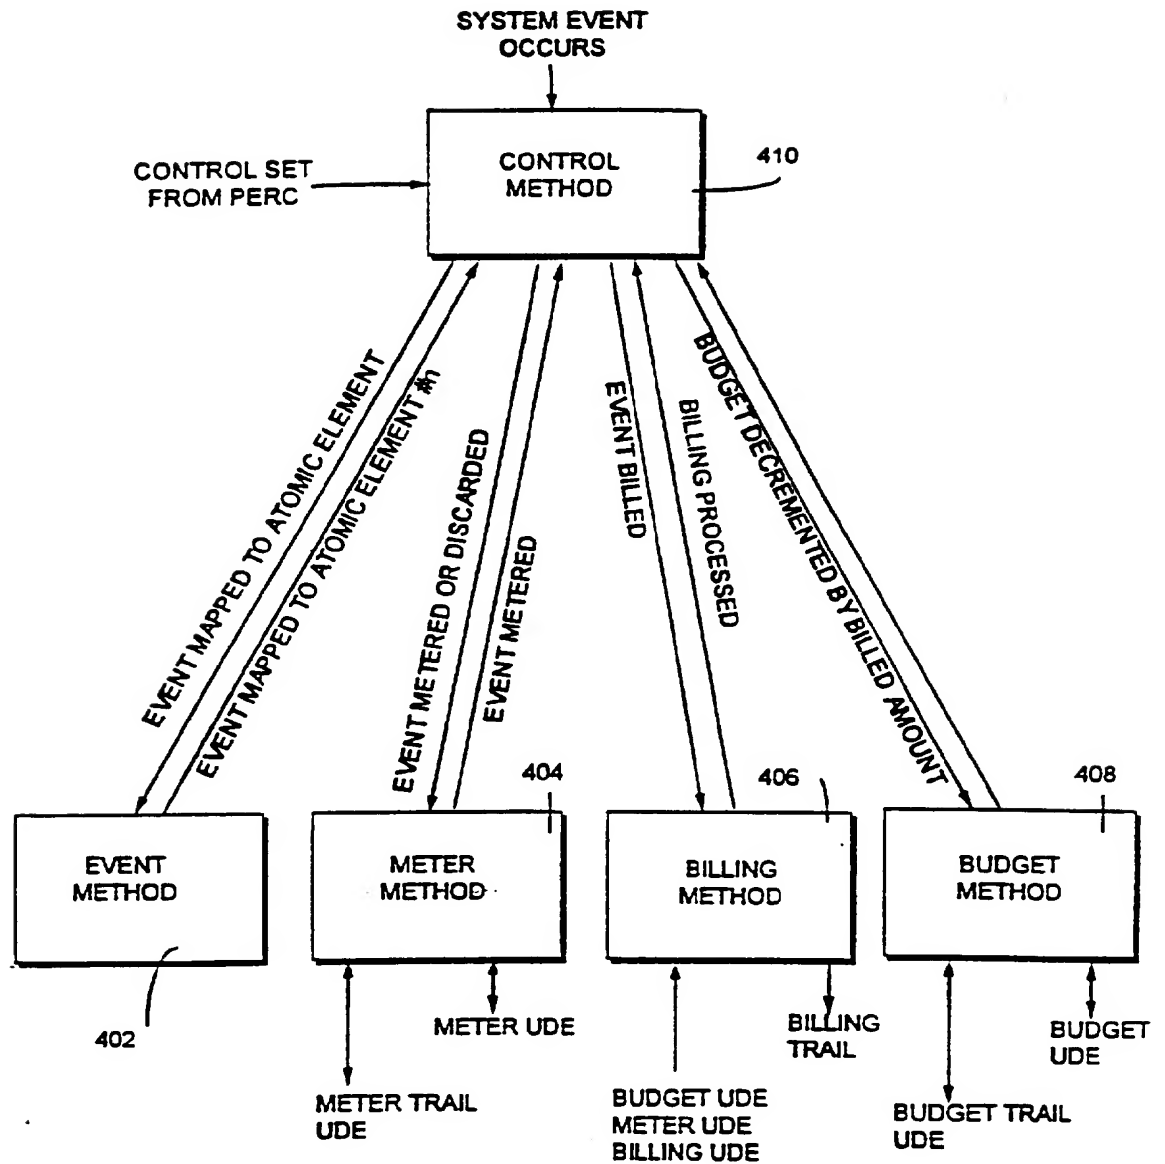 SYSTEM EVENT
OCCURS
CONTROL SET
FROM PERC
CONTROL
METHOD
410
EVENT MAPPED TO ATOMIC ELEMENT
EVENT MAPPED TO ATOMIC ELEMENT #n
EVENT METERED OR DISCARDED
EVENT METERED
EVENT BILLED
BILLING PROCESSED
BUDGET DECREMENTED BY BILLED AMOUNT
404
406
408
EVENT
METHOD
METER
METHOD
BILLING
METHOD
BUDGET
METHOD
402
METER UDE
METER TRAIL
UDE
BUDGET UDE
METER UDE
BILLING UDE
BILLING
TRAIL
BUDGET TRAIL
UDE
BUDGET
UDE